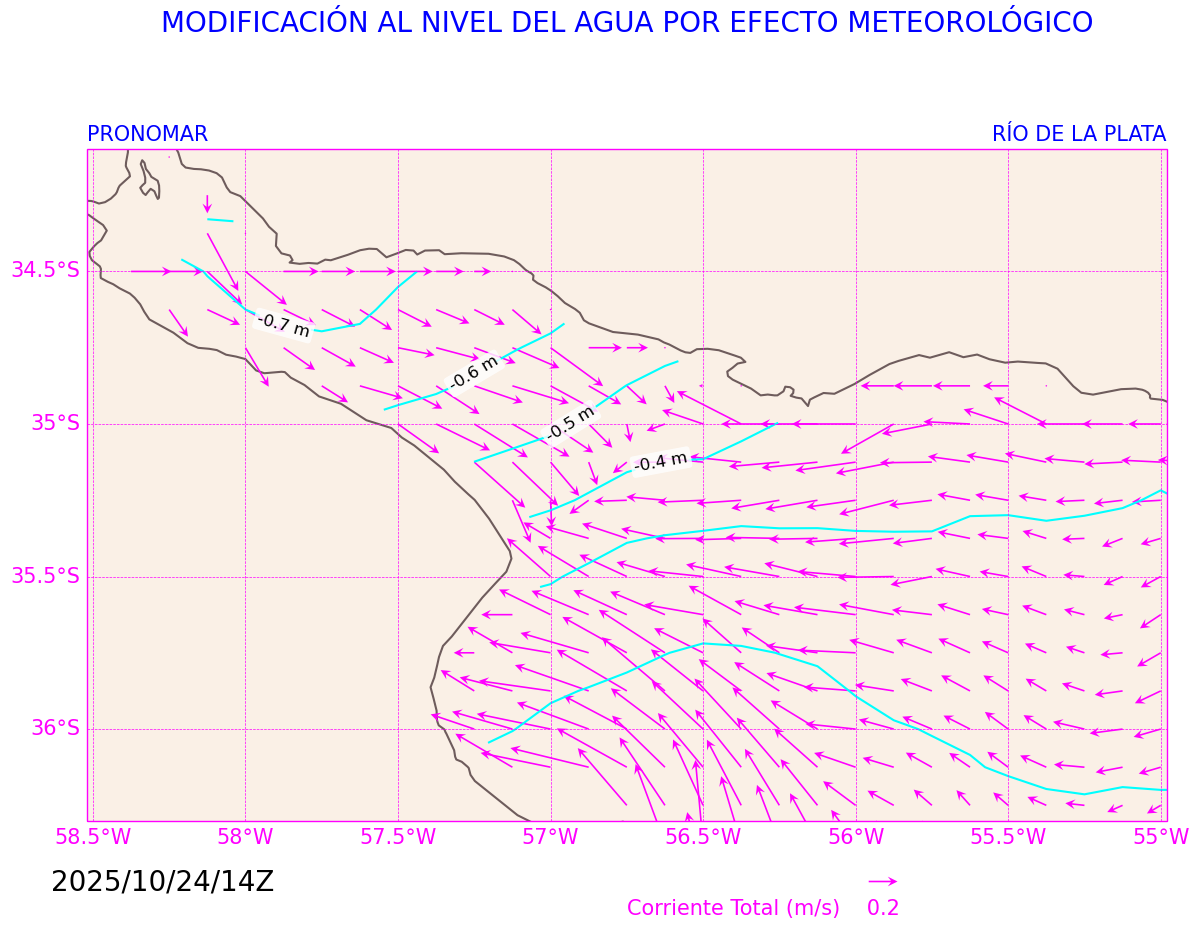 MODIFICACIÓN AL NIVEL DEL AGUA POR EFECTO METEOROLÓGICO
PRONOMAR
RÍO DE LA PLATA
34.5°S
-0.7 m
-0.6 m
35°S
-0.5 m
-0.4 m
35.5°S
36°S
58.5°W
58°W
57.5°W
57°W
56.5°W
56°W
55.5°W
55°W
2025/10/24/14Z
Corriente Total (m/s)
0.2